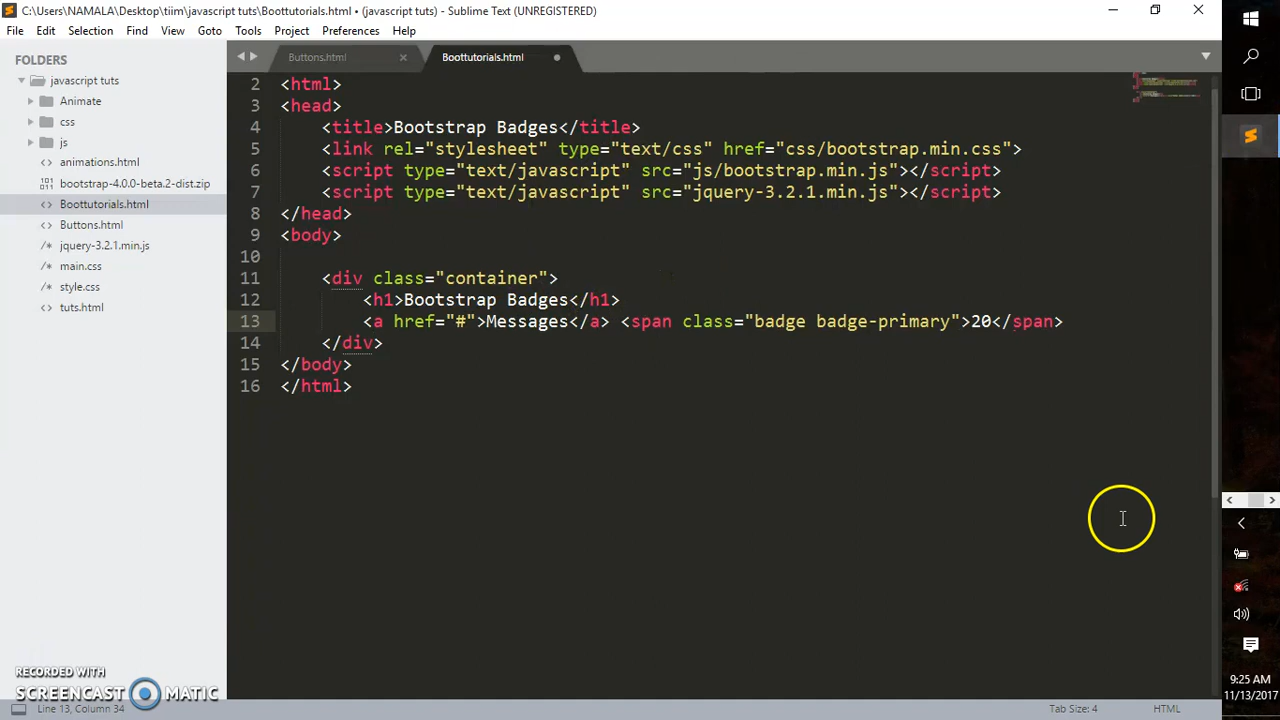 C:\Users\NAMALA\Desktop\tiim\javascript tuts\Boottutorials.html • (javascript tuts) - Sublime Text (UNREGISTERED)
File Edit Selection Find View Goto Tools Project Preferences Help
FOLDERS
javascript tuts
Animate
css
js
animations.html
bootstrap-4.0.0-beta.2-dist.zip
Boottutorials.html
Buttons.html
jquery-3.2.1.min.js
main.css
style.css
tuts.html
Buttons.html
Boottutorials.html
2 <html>
3 <head>
4 <title>Bootstrap Badges</title>
5 <link rel="stylesheet" type="text/css" href="css/bootstrap.min.css">
6 <script type="text/javascript" src="js/bootstrap.min.js"></script>
7 <script type="text/javascript" src="jquery-3.2.1.min.js"></script>
8 </head>
9 <body>
10
11 <div class="container">
12 <h1>Bootstrap Badges</h1>
13 <a href="#">Messages</a> <span class="badge badge-primary">20</span>
14 </div>
15 </body>
16 </html>
RECORDED WITH
SCREENCAST MATIC
Line 13, Column 34
Tab Size: 4
HTML
9:25 AM
11/13/2017